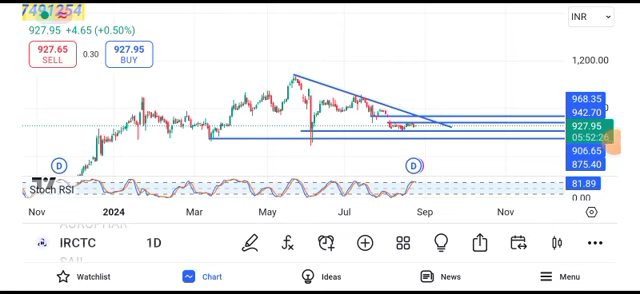 7491254
INR
927.95 +4.65 (+0.50%)
927.65
SELL
0.30
927.95
BUY
1,200.00
968.35
942.70
927.95
05:52:26
906.65
875.40
D
D
Stoch RSI
81.89
0.00
Nov 2024 Mar May Jul Sep Nov
IRCTC 1D
SAIL
Watchlist Chart Ideas News Menu